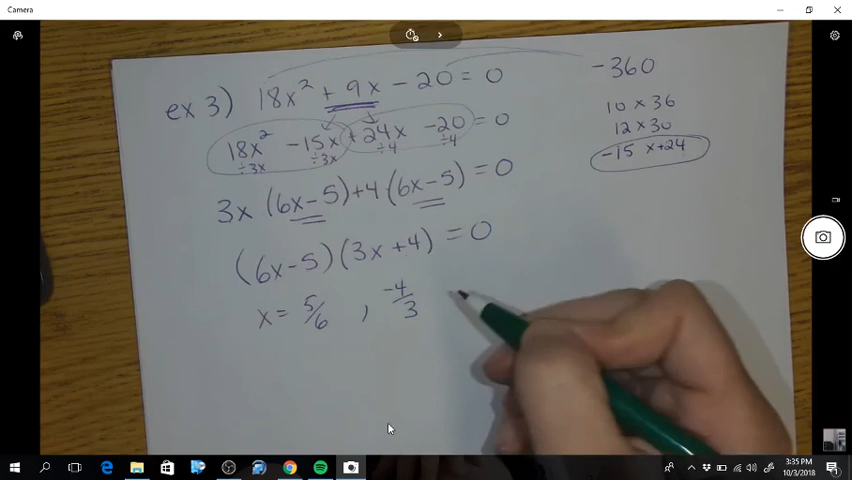 Camera
ex 3) 18x² + 9x - 20 = 0
18x² - 15x + 24x - 20 = 0
÷3x ÷3x ÷4 ÷4
3x (6x-5)+4(6x-5) = 0
(6x-5)(3x+4) = 0
x = 5/6 , -4/3
-360
10 x 36
12 x 30
-15 x+24
3:35 PM
10/3/2018